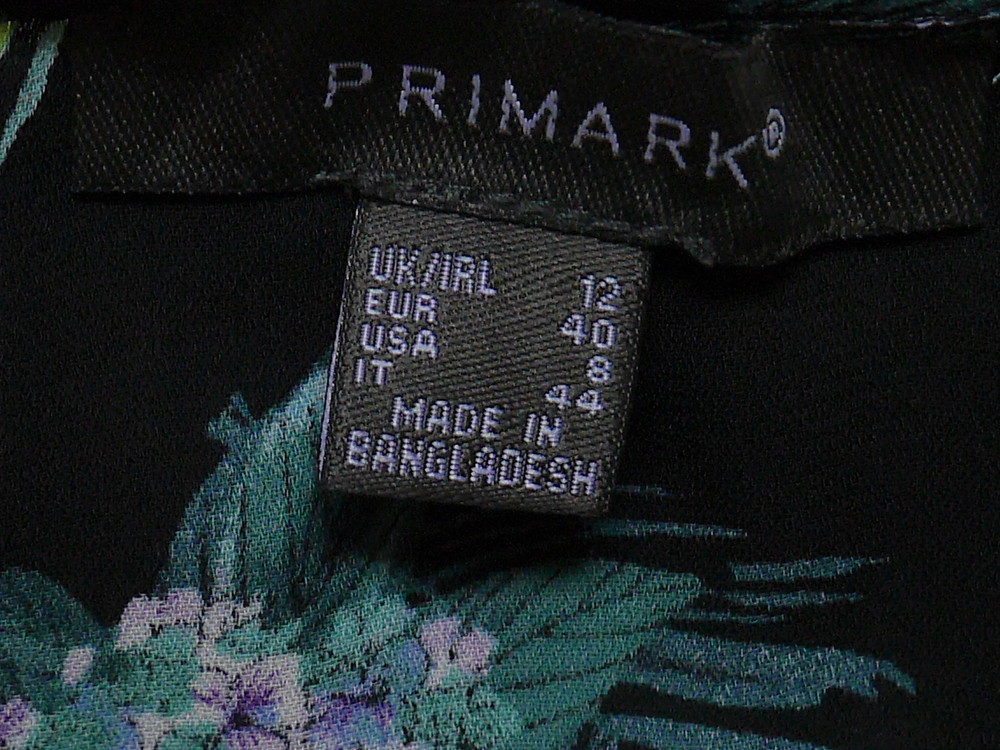 PRIMARK®
UK/IRL 12
EUR 40
USA 8
IT 44
MADE IN
BANGLADESH